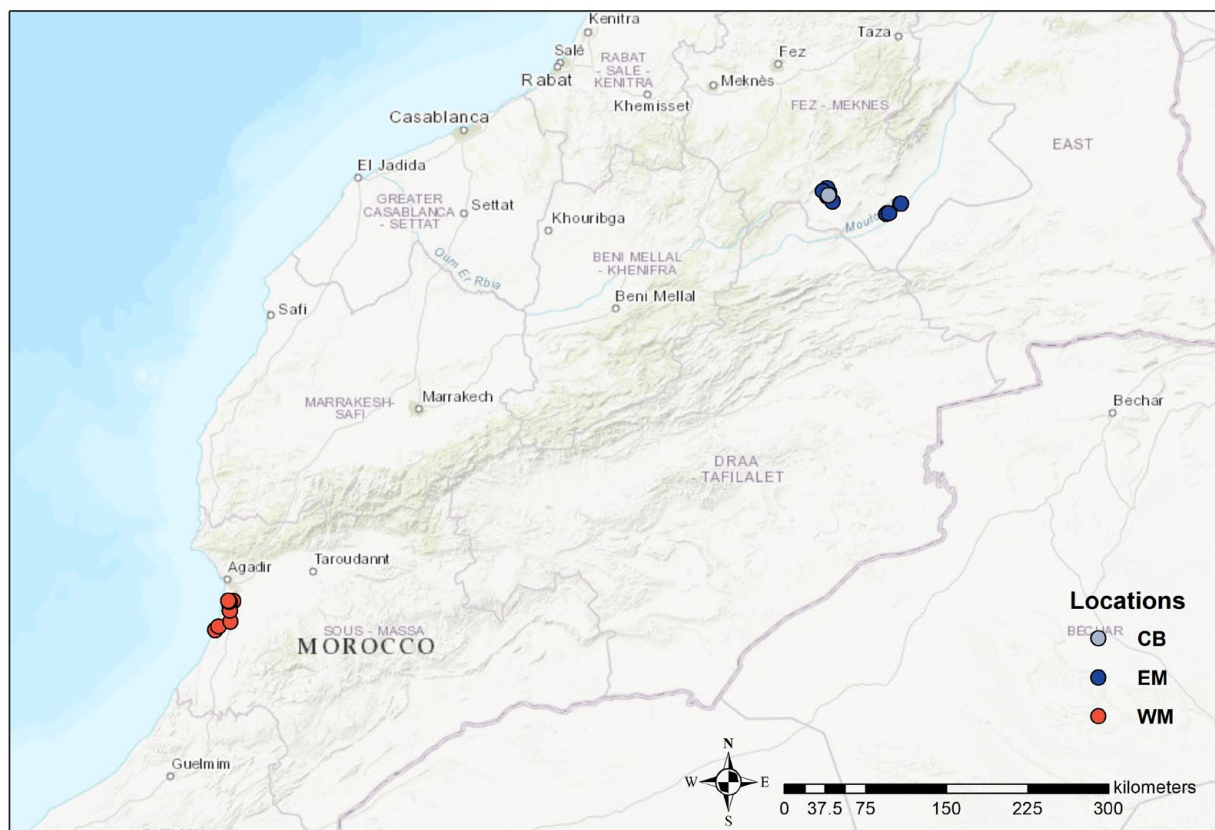 Kenitra
Salé
Rabat
RABAT
- SALÉ -
KENITRA
Khemisset
Taza
Fez
Meknès
FEZ - MEKNES
Casablanca
EAST
El Jadida
GREATER
CASABLANCA
- SETTAT
Settat
Khouribga
Moulo
Oum Er Rbia
BENI MELLAL
- KHENIFRA
Beni Mellal
Safi
MARRAKESH-
SAFI
Marrakech
Bechar
DRAA
- TAFILALET
Agadir
Taroudannt
SOUS - MASSA
MOROCCO
Guelmim
Locations
BÉCHAR
CB
EM
WM
N
W
E
S
kilometers
0 37.5 75 150 225 300